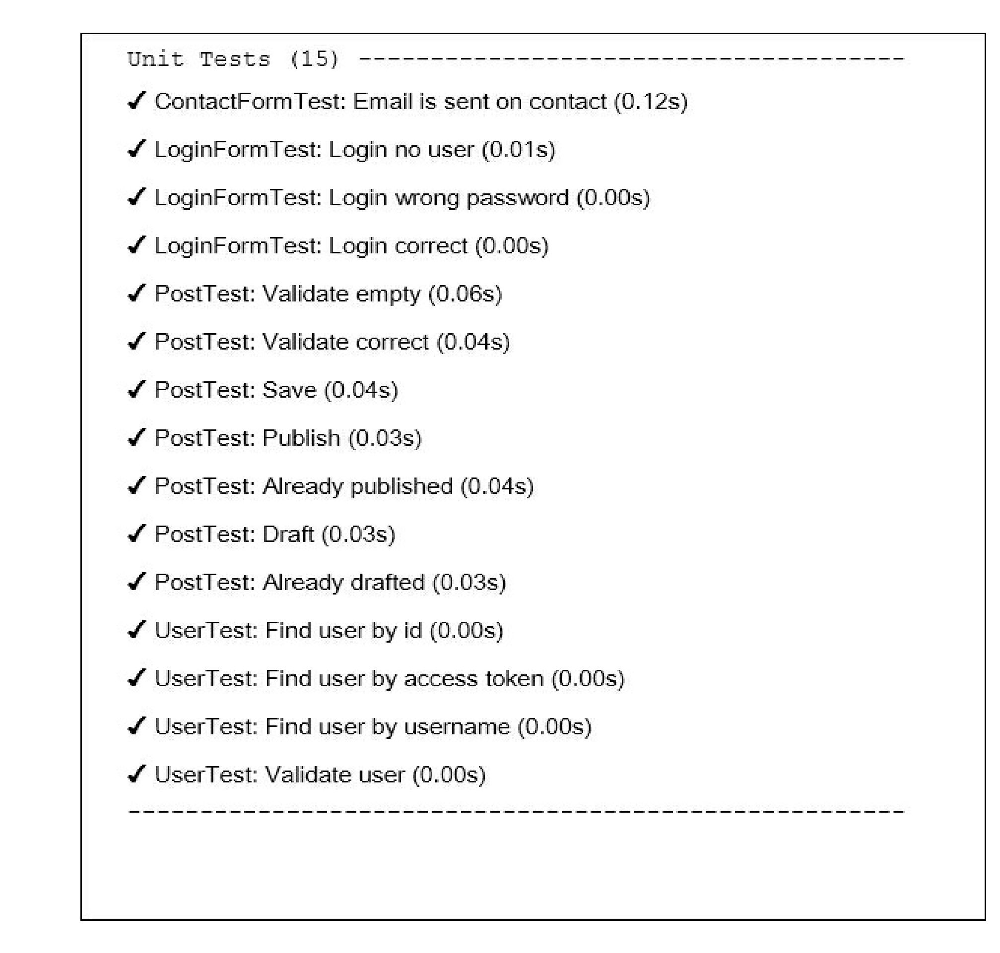 Unit Tests (15) --------------------------------------
✓ ContactFormTest: Email is sent on contact (0.12s)
✓ LoginFormTest: Login no user (0.01s)
✓ LoginFormTest: Login wrong password (0.00s)
✓ LoginFormTest: Login correct (0.00s)
✓ PostTest: Validate empty (0.06s)
✓ PostTest: Validate correct (0.04s)
✓ PostTest: Save (0.04s)
✓ PostTest: Publish (0.03s)
✓ PostTest: Already published (0.04s)
✓ PostTest: Draft (0.03s)
✓ PostTest: Already drafted (0.03s)
✓ UserTest: Find user by id (0.00s)
✓ UserTest: Find user by access token (0.00s)
✓ UserTest: Find user by username (0.00s)
✓ UserTest: Validate user (0.00s)
------------------------------------------------------